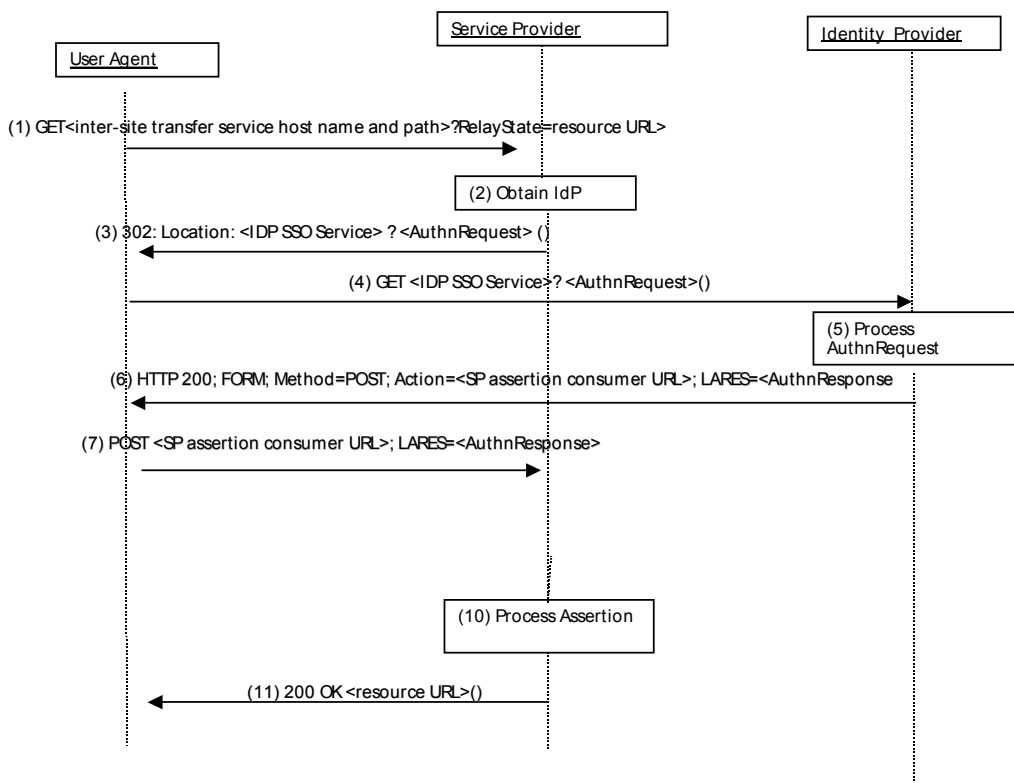 Service Provider
Identity Provider
User Agent
(1) GET<inter-site transfer service host name and path>?RelayState=resource URL>
(2) Obtain IdP
(3) 302: Location: <IDP SSO Service> ? <AuthnRequest> ()
(4) GET <IDP SSO Service>? <AuthnRequest>()
(5) Process
AuthnRequest
(6) HTTP 200; FORM; Method=POST; Action=<SP assertion consumer URL>; LARES=<AuthnResponse
(7) POST <SP assertion consumer URL>; LARES=<AuthnResponse>
(10) Process Assertion
(11) 200 OK <resource URL>()